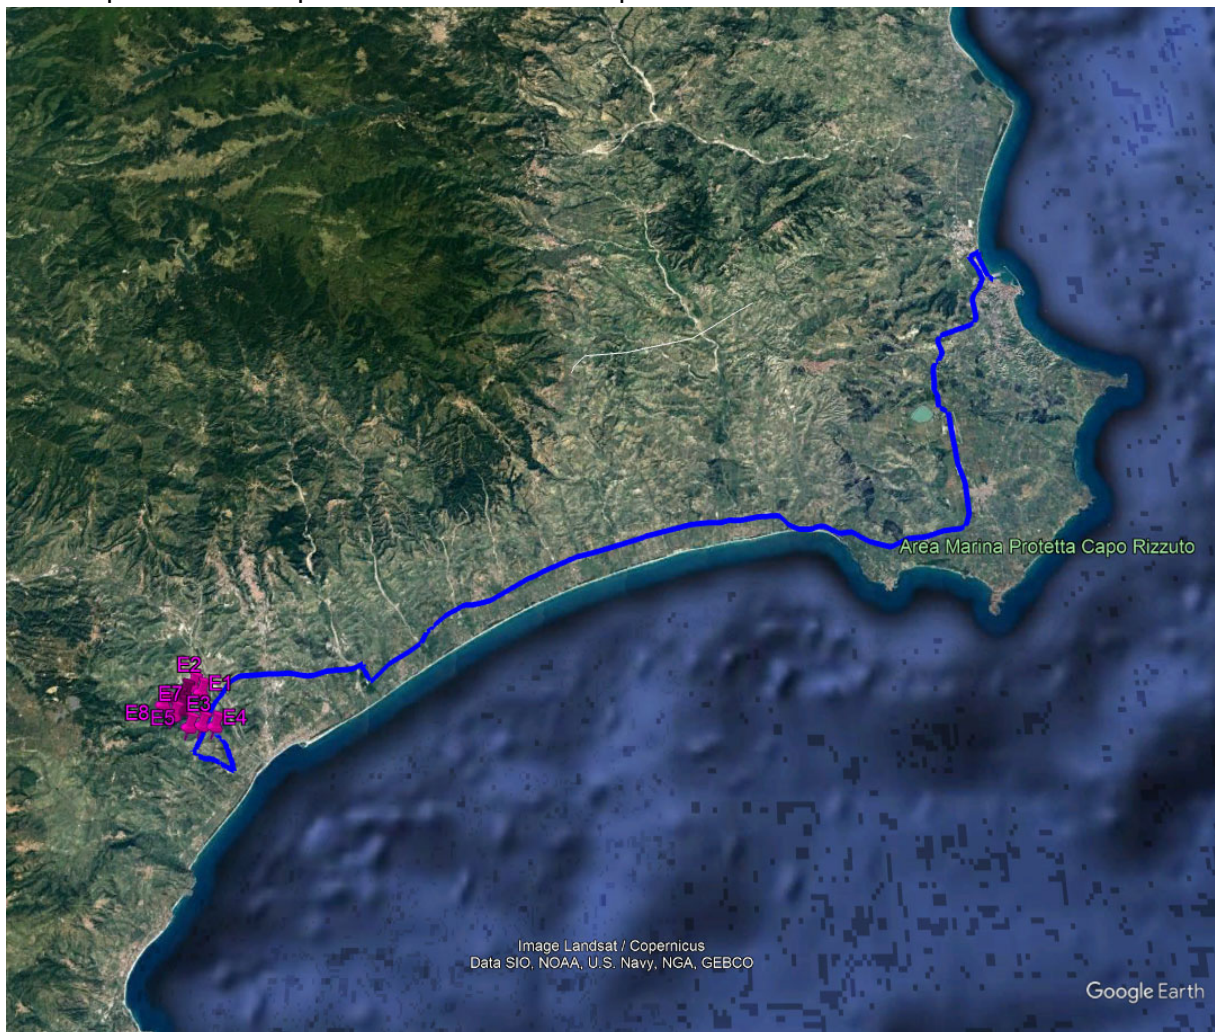 Area Marina Protetta Capo Rizzuto
E2
E1
E7
E3
E8
E5
E4
Image Landsat / Copernicus
Data SIO, NOAA, U.S. Navy, NGA, GEBCO
Google Earth